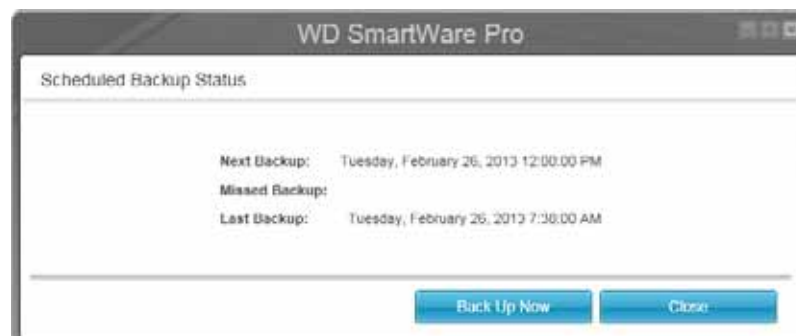 WD SmartWare Pro
Scheduled Backup Status
Next Backup: Tuesday, February 26, 2013 12:00:00 PM
Missed Backup:
Last Backup: Tuesday, February 26, 2013 7:30:00 AM
Back Up Now Close